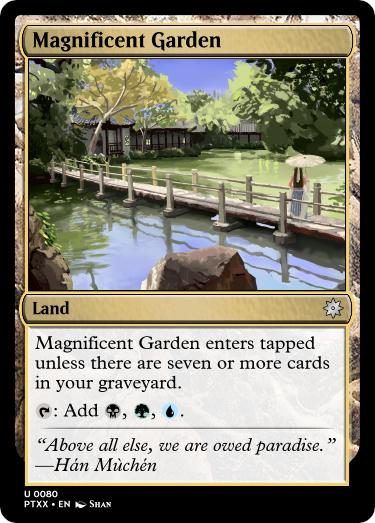 Magnificent Garden
Land
Magnificent Garden enters tapped
unless there are seven or more cards
in your graveyard.
: Add , , .
“Above all else, we are owed paradise.”
—Hán Mùchén
U 0080
PTXX • EN Shan